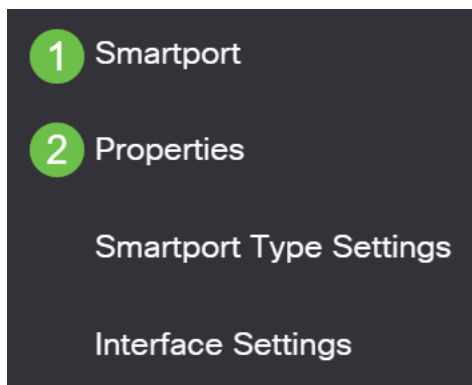 1 Smartport
2 Properties
Smartport Type Settings
Interface Settings